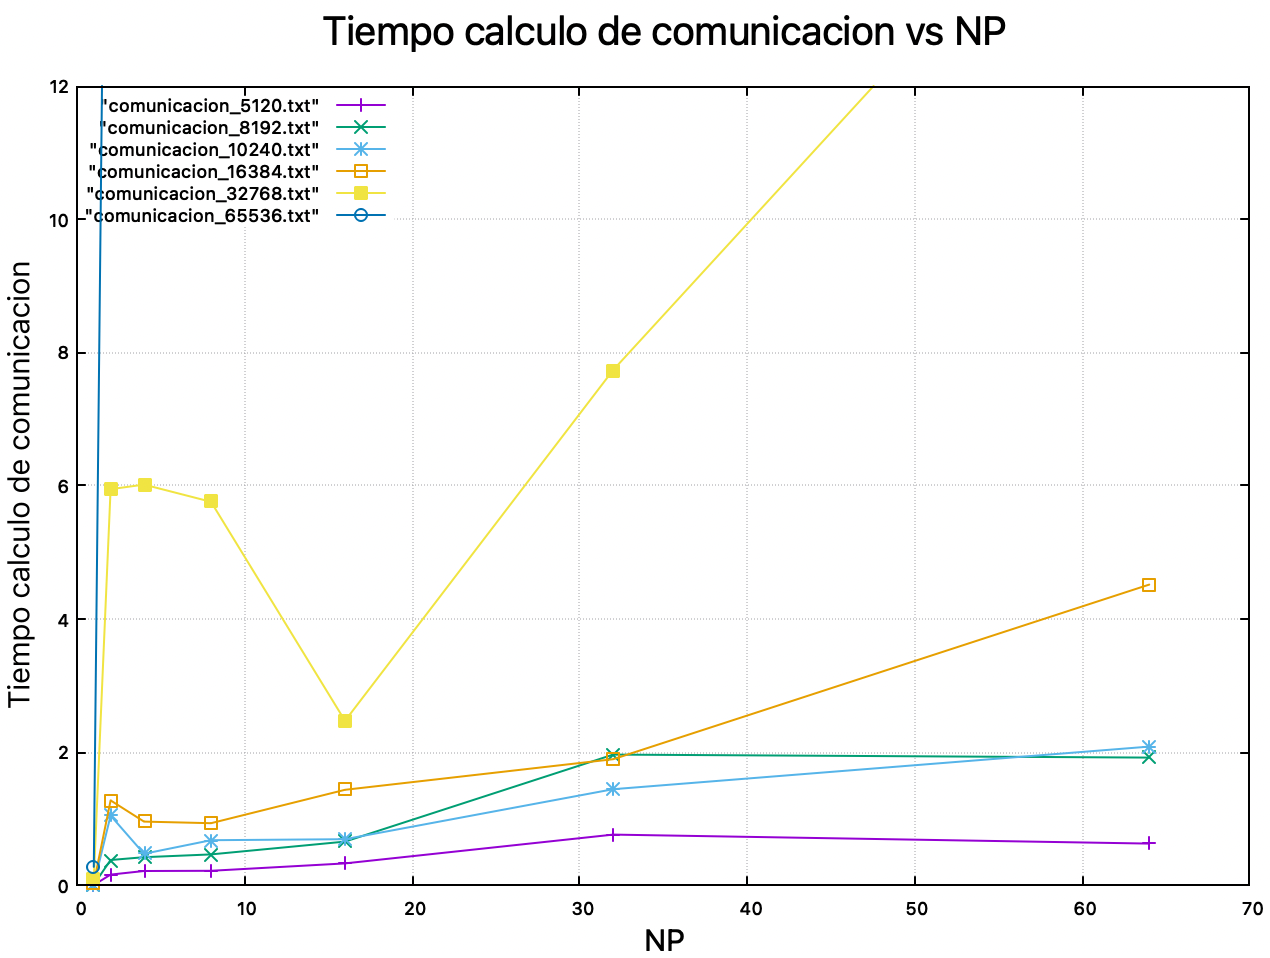 Tiempo calculo de comunicacion vs NP
12
"comunicacion_5120.txt"
"comunicacion_8192.txt"
"comunicacion_10240.txt"
"comunicacion_16384.txt"
"comunicacion_32768.txt"
"comunicacion_65536.txt"
10
8
6
4
2
0
Tiempo calculo de comunicacion
0 10 20 30 40 50 60 70
NP